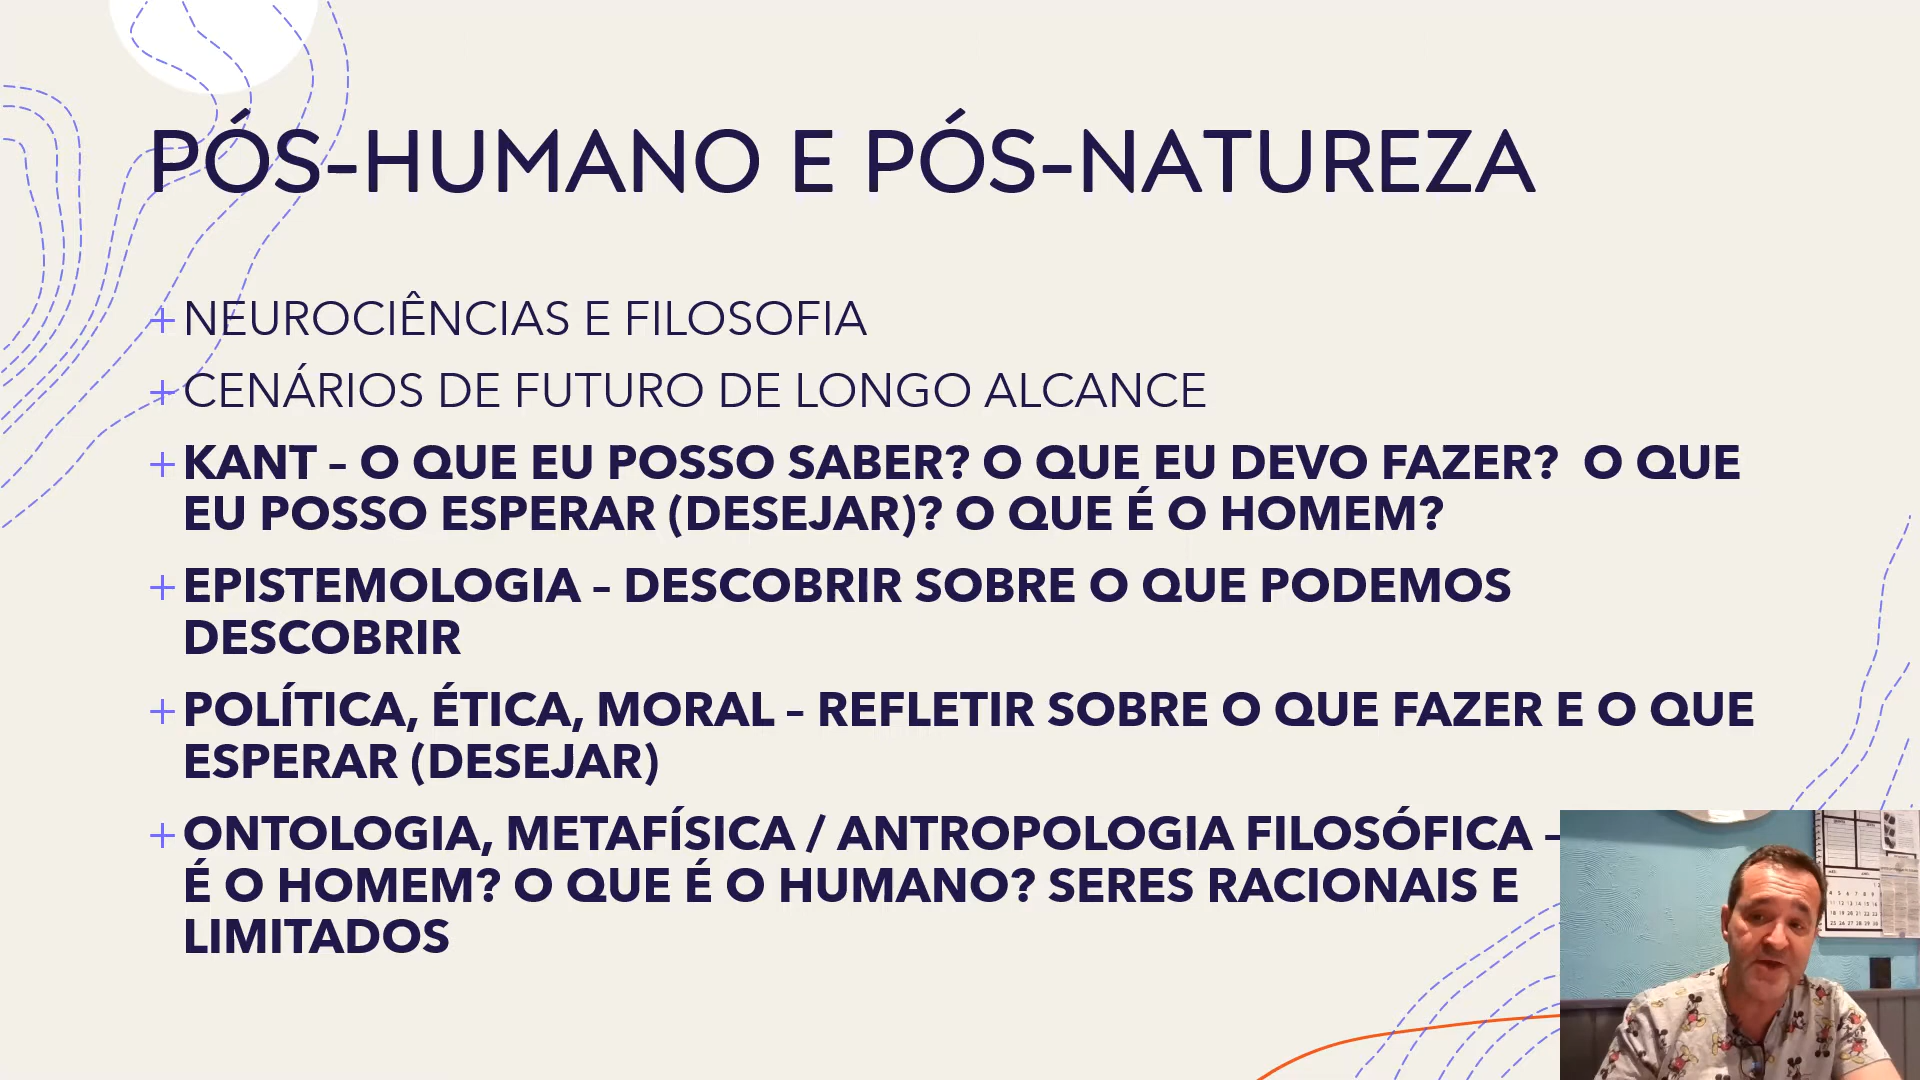 PÓS-HUMANO E PÓS-NATUREZA
+ NEUROCIÊNCIAS E FILOSOFIA
+ CENÁRIOS DE FUTURO DE LONGO ALCANCE
+ KANT – O QUE EU POSSO SABER? O QUE EU DEVO FAZER? O QUE
EU POSSO ESPERAR (DESEJAR)? O QUE É O HOMEM?
+ EPISTEMOLOGIA – DESCOBRIR SOBRE O QUE PODEMOS
DESCOBRIR
+ POLÍTICA, ÉTICA, MORAL – REFLETIR SOBRE O QUE FAZER E O QUE
ESPERAR (DESEJAR)
+ ONTOLOGIA, METAFÍSICA / ANTROPOLOGIA FILOSÓFICA –
É O HOMEM? O QUE É O HUMANO? SERES RACIONAIS E
LIMITADOS